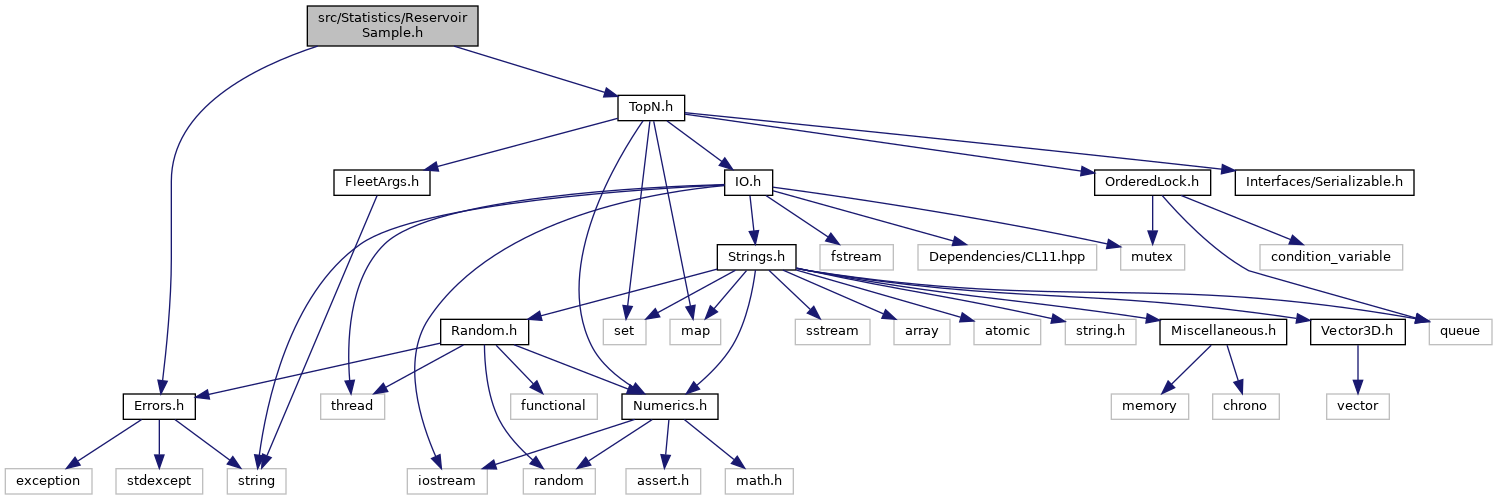 src/Statistics/Reservoir
Sample.h
TopN.h
FleetArgs.h
IO.h
OrderedLock.h
Interfaces/Serializable.h
Strings.h
fstream
Dependencies/CL11.hpp
mutex
condition_variable
Random.h
set
map
sstream
array
atomic
string.h
Miscellaneous.h
Vector3D.h
queue
Errors.h
thread
functional
Numerics.h
memory
chrono
vector
exception
stdexcept
string
iostream
random
assert.h
math.h